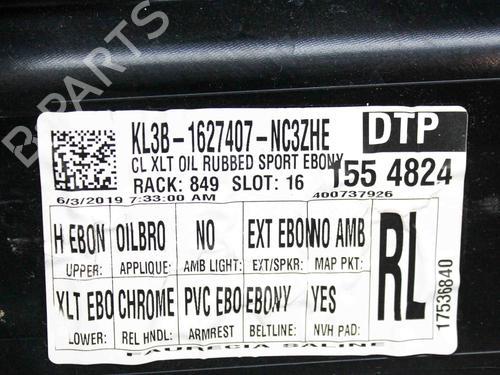 KL3B-1627407-NC3ZHE
DTP
CL XLT OIL RUBBED SPORT EBONY
RACK: 849 SLOT: 16
155 4824
6/3/2019 7:33:00 AM
400737926
H EBON
OILBRO
NO
EXT EBON
NO AMB
UPPER:
APPLIQUE:
AMB LIGHT:
EXT/SPKR:
MAP PKT:
XLT EBO
CHROME
PVC EBO
EBONY
YES
LOWER:
REL HNDL:
ARMREST
BELTLINE:
NVH PAD:
RL
17536840
FAURECIA SALINE
B-PARTS